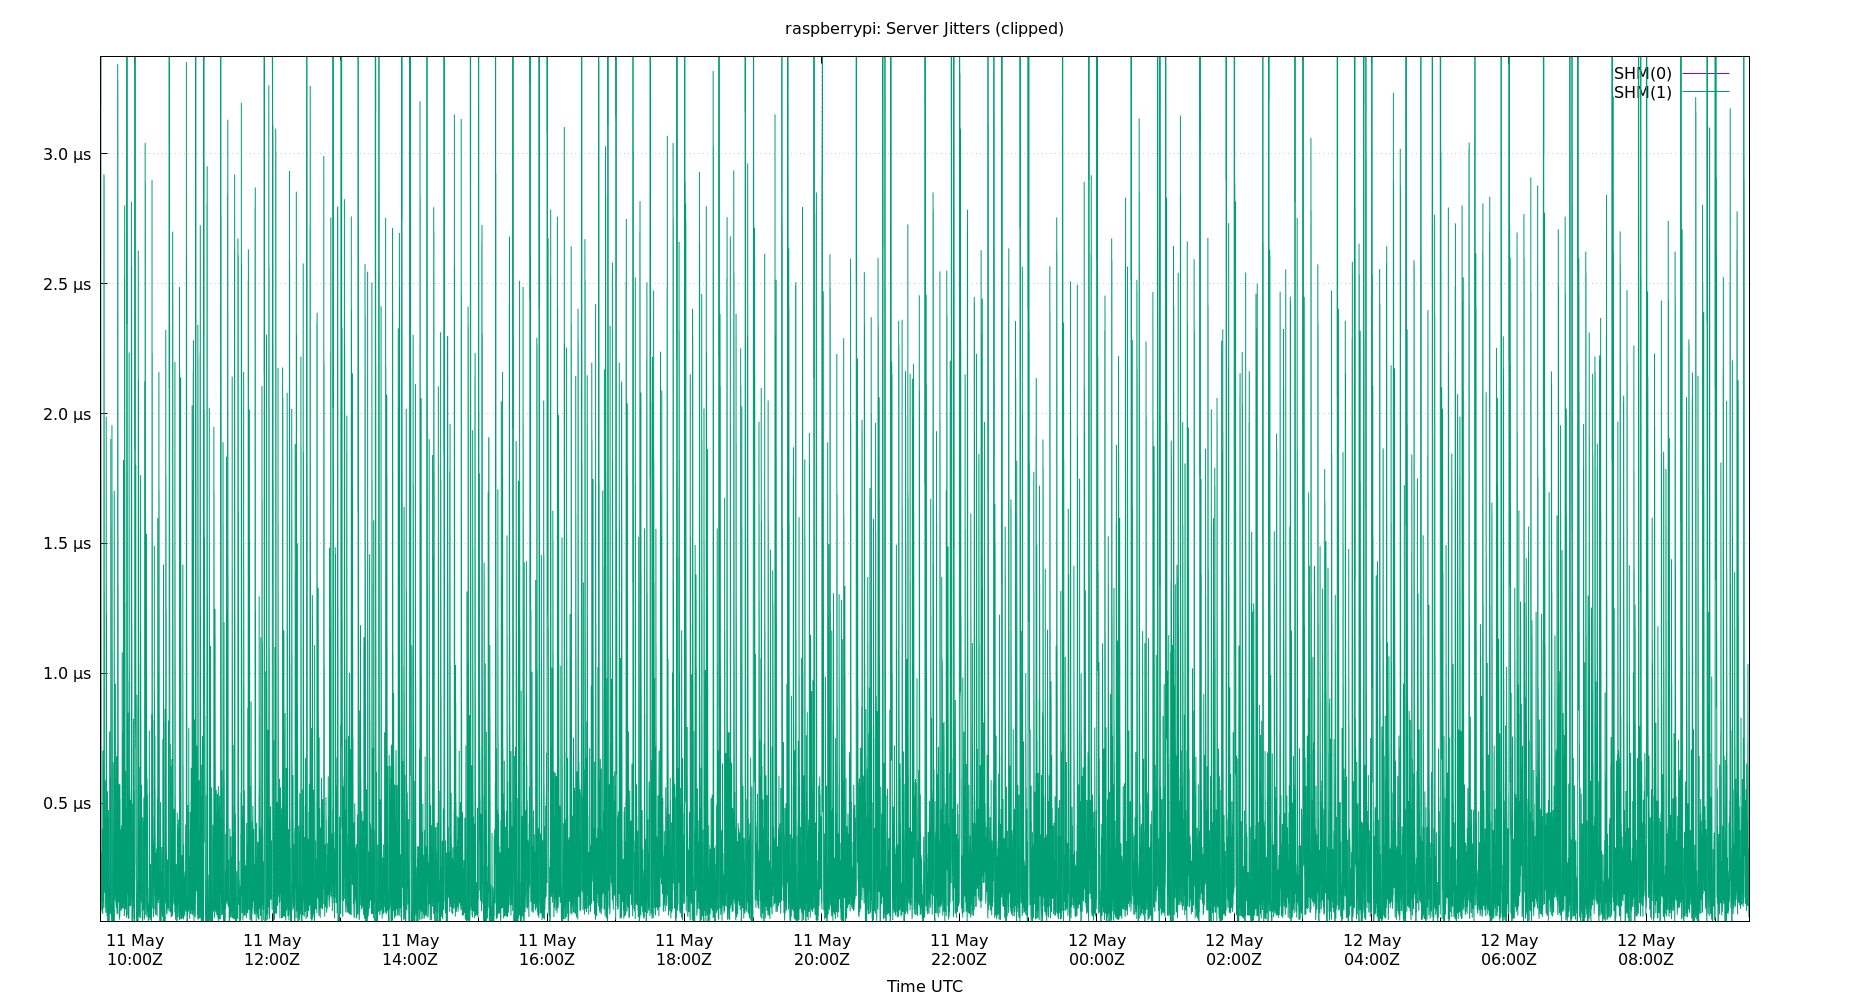 raspberrypi: Server Jitters (clipped)
SHM(0)
SHM(1)
3.0 µs
2.5 µs
2.0 µs
1.5 µs
1.0 µs
0.5 µs
11 May 11 May 11 May 11 May 11 May 11 May 11 May 12 May 12 May 12 May 12 May 12 May
10:00Z 12:00Z 14:00Z 16:00Z 18:00Z 20:00Z 22:00Z 00:00Z 02:00Z 04:00Z 06:00Z 08:00Z
Time UTC